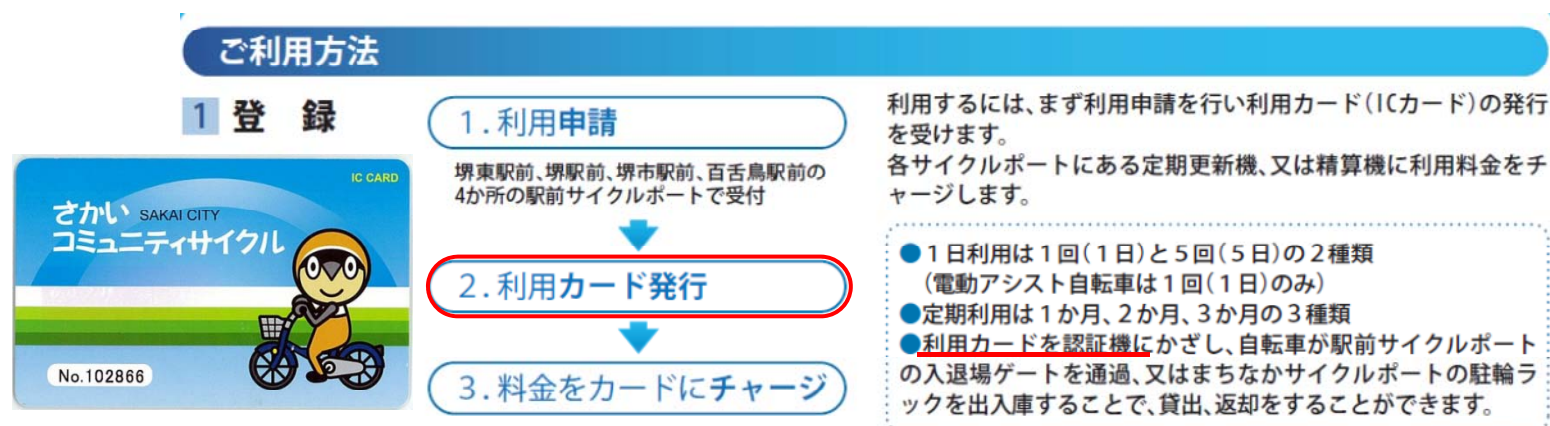 ご利用方法
1 登 録
IC CARD
さかい SAKAI CITY
コミュニティサイクル
No.102866
1.利用申請
堺東駅前、堺駅前、堺市駅前、百舌鳥駅前の
4か所の駅前サイクルポートで受付
2.利用カード発行
3.料金をカードにチャージ
利用するには、まず利用申請を行い利用カード(ICカード)の発行
を受けます。
各サイクルポートにある定期更新機、又は精算機に利用料金をチ
ャージします。
●1日利用は1回(1日)と5回(5日)の2種類
(電動アシスト自転車は1回(1日)のみ)
●定期利用は1か月、2か月、3か月の3種類
●利用カードを認証機にかざし、自転車が駅前サイクルポート
の入退場ゲートを通過、又はまちなかサイクルポートの駐輪ラ
ックを出入庫することで、貸出、返却をすることができます。